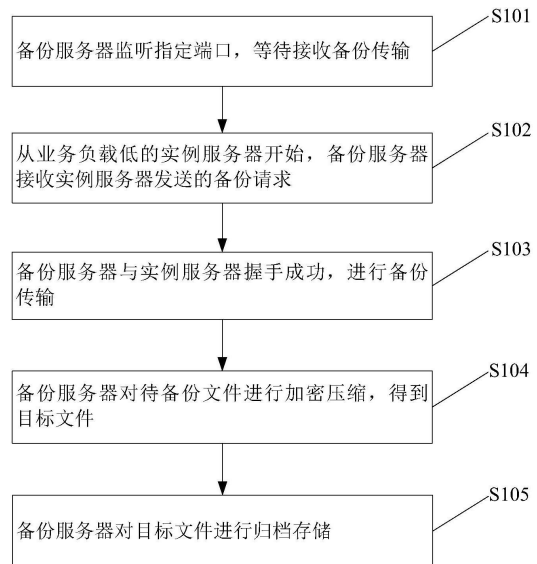 S101
备份服务器监听指定端口，等待接收备份传输
S102
从业务负载低的实例服务器开始，备份服务器
接收实例服务器发送的备份请求
S103
备份服务器与实例服务器握手成功，进行备份
传输
S104
备份服务器对待备份文件进行加密压缩，得到
目标文件
S105
备份服务器对目标文件进行归档存储